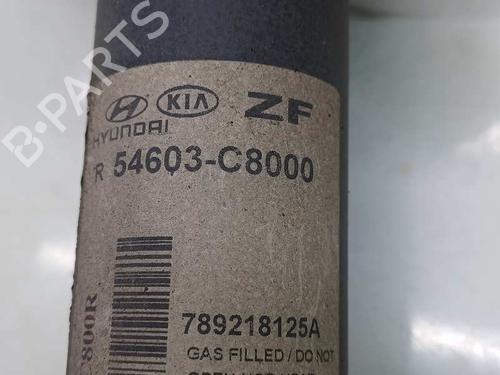 B-PARTS
HYUNDAI KIA ZF
R 54603-C8000
800R
789218125A
GAS FILLED / DO NOT